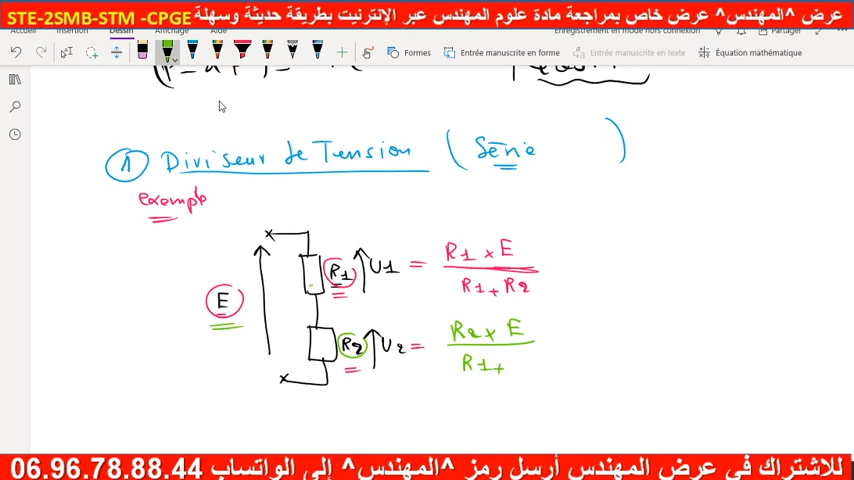 STE-2SMB-STM -CPGE عرض ^المهندس^ عرض خاص بمراجعة مادة علوم المهندس عبر الإنترنيت بطريقة حديثة وسهلة
Accueil Insertion Dessin Affichage Aide Enregistrement hors connexion Partager
Formes Entrée manuscrite en forme Entrée manuscrite en texte Équation mathématique
1 Diviseur de Tension ( Série )
exemple
E
R1 U1 = R1 x E
R1 + R2
R2 U2 = R2 x E
R1 +
للاشتراك في عرض المهندس أرسل رمز ^المهندس^ إلى الواتساب 06.96.78.88.44